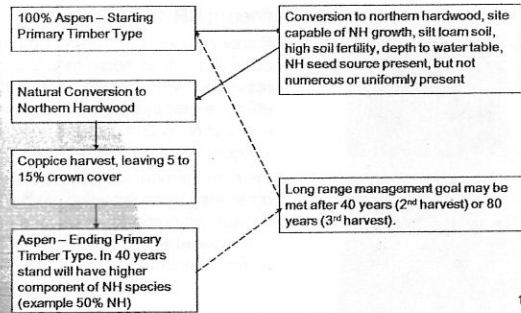 100% Aspen – Starting
Primary Timber Type
Conversion to northern hardwood, site
capable of NH growth, silt loam soil,
high soil fertility, depth to water table,
NH seed source present, but not
numerous or uniformly present
Natural Conversion to
Northern Hardwood
Coppice harvest, leaving 5 to
15% crown cover
Long range management goal may be
met after 40 years (2nd harvest) or 80
years (3rd harvest).
Aspen – Ending Primary
Timber Type. In 40 years
stand will have higher
component of NH species
(example 50% NH)
1